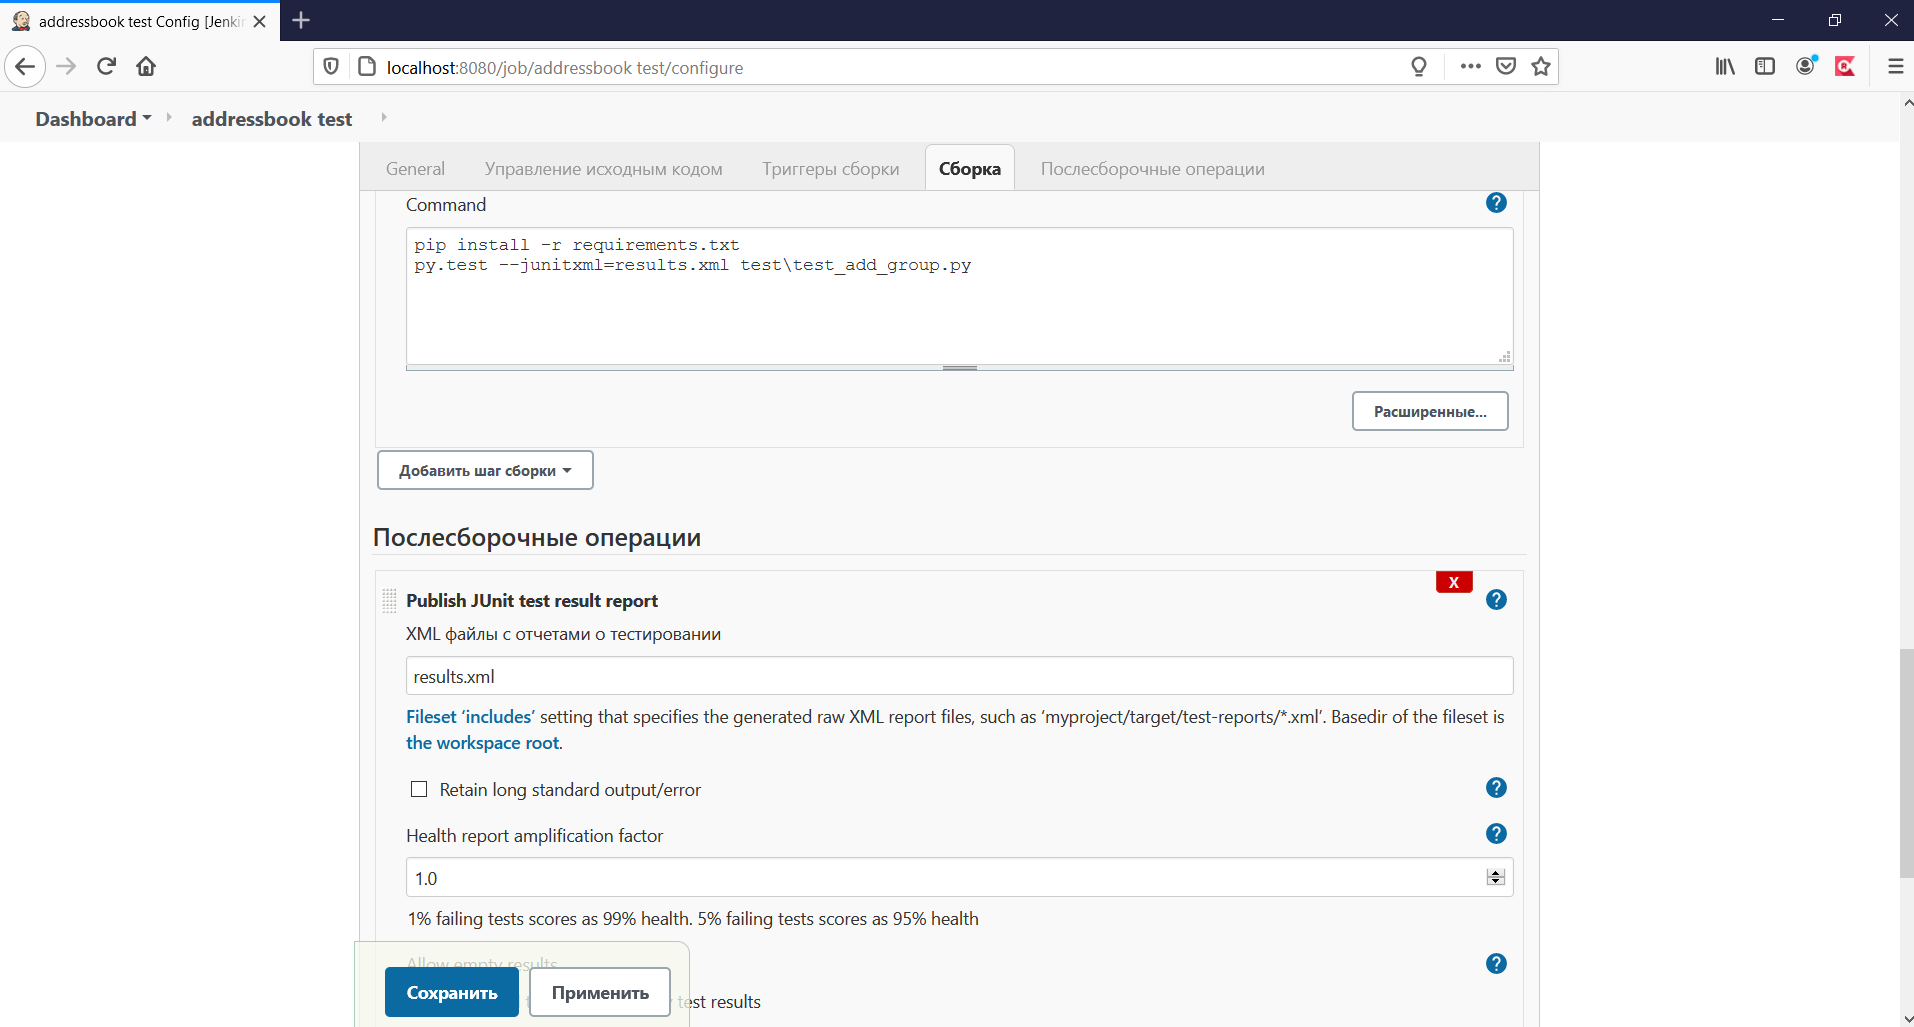 addressbook test Config [Jenki
localhost:8080/job/addressbook test/configure
Dashboard
addressbook test
General
Управление исходным кодом
Триггеры сборки
Сборка
Послесборочные операции
Command
pip install -r requirements.txt
py.test --junitxml=results.xml test\test_add_group.py
Расширенные...
Добавить шаг сборки
Послесборочные операции
X
Publish JUnit test result report
XML файлы с отчетами о тестировании
results.xml
Fileset ‘includes’ setting that specifies the generated raw XML report files, such as ‘myproject/target/test-reports/*.xml’. Basedir of the fileset is
the workspace root.
Retain long standard output/error
Health report amplification factor
1.0
1% failing tests scores as 99% health. 5% failing tests scores as 95% health
Allow empty results
Сохранить
Применить
test results